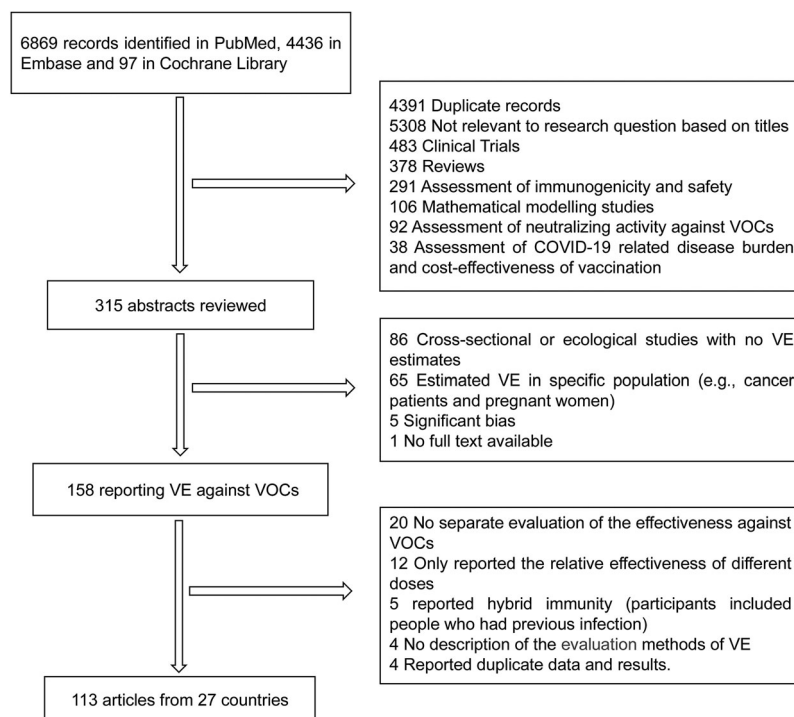 6869 records identified in PubMed, 4436 in
Embase and 97 in Cochrane Library
4391 Duplicate records
5308 Not relevant to research question based on titles
483 Clinical Trials
378 Reviews
291 Assessment of immunogenicity and safety
106 Mathematical modelling studies
92 Assessment of neutralizing activity against VOCs
38 Assessment of COVID-19 related disease burden
and cost-effectiveness of vaccination
315 abstracts reviewed
86 Cross-sectional or ecological studies with no VE
estimates
65 Estimated VE in specific population (e.g., cancer
patients and pregnant women)
5 Significant bias
1 No full text available
158 reporting VE against VOCs
20 No separate evaluation of the effectiveness against
VOCs
12 Only reported the relative effectiveness of different
doses
5 reported hybrid immunity (participants included
people who had previous infection)
4 No description of the evaluation methods of VE
4 Reported duplicate data and results.
113 articles from 27 countries